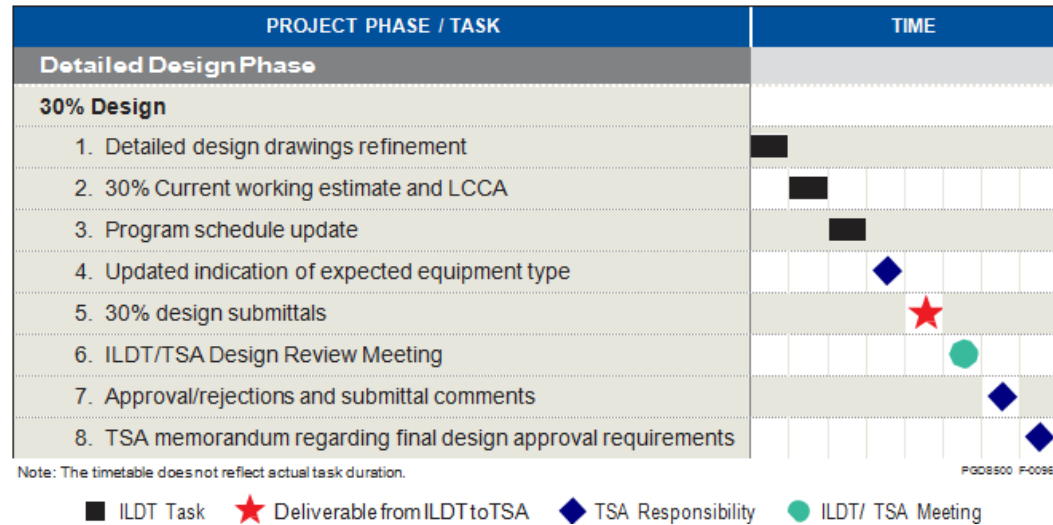 PROJECT PHASE / TASK TIME
Detailed Design Phase
30% Design
1. Detailed design drawings refinement
2. 30% Current working estimate and LCCA
3. Program schedule update
4. Updated indication of expected equipment type
5. 30% design submittals
6. ILDT/TSA Design Review Meeting
7. Approval/rejections and submittal comments
8. TSA memorandum regarding final design approval requirements
Note: The timetable does not reflect actual task duration. PGDS500 F-0096
ILDT Task Deliverable from ILDT to TSA TSA Responsibility ILDT/ TSA Meeting